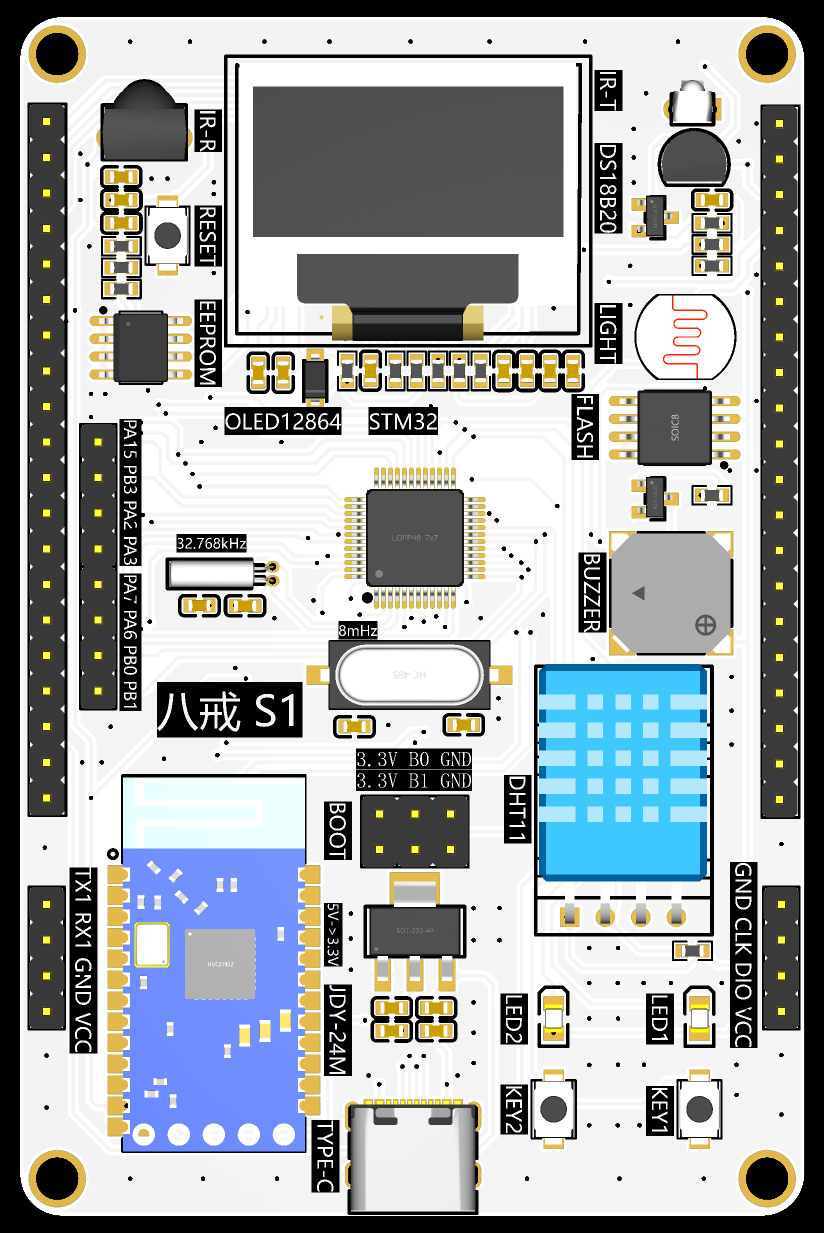 IR-R
IR-T
DS18B20
RESET
EEPROM
LIGHT
OLED12864
STM32
FLASH
SOIC8
PA15 PB3 PA2 PA3 PA7 PA6 PB0 PB1
LQFP48 7x7
32.768kHz
BUZZER
8mHz
HC-49S
八戒 S1
3.3V B0 GND
3.3V B1 GND
BOOT
DHT11
TX1 RX1 GND VCC
5V->3.3V
SOT-223-4P
GND CLK DIO VCC
HVQFN32
JDY-24M
LED2
LED1
KEY2
KEY1
TYPE-C